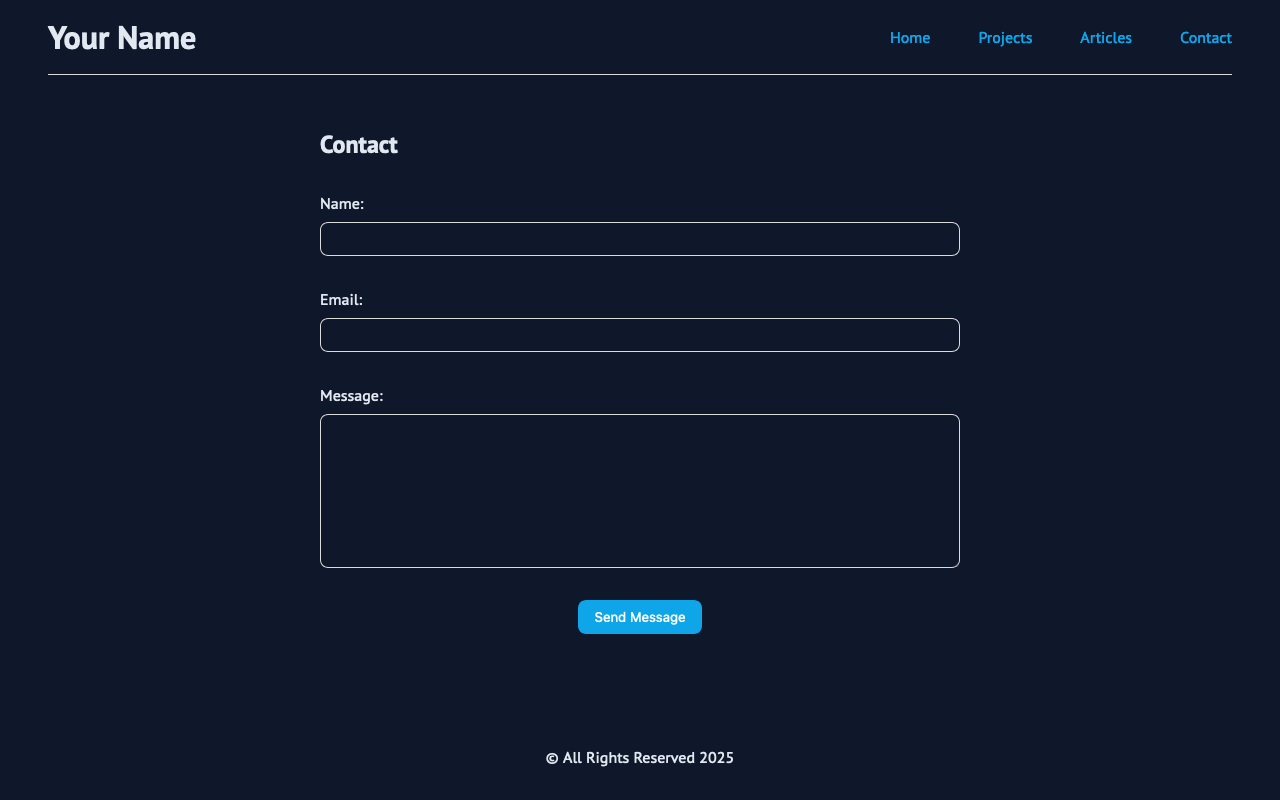 Your Name
Home Projects Articles Contact
Contact
Name:
Email:
Message:
Send Message
© All Rights Reserved 2025